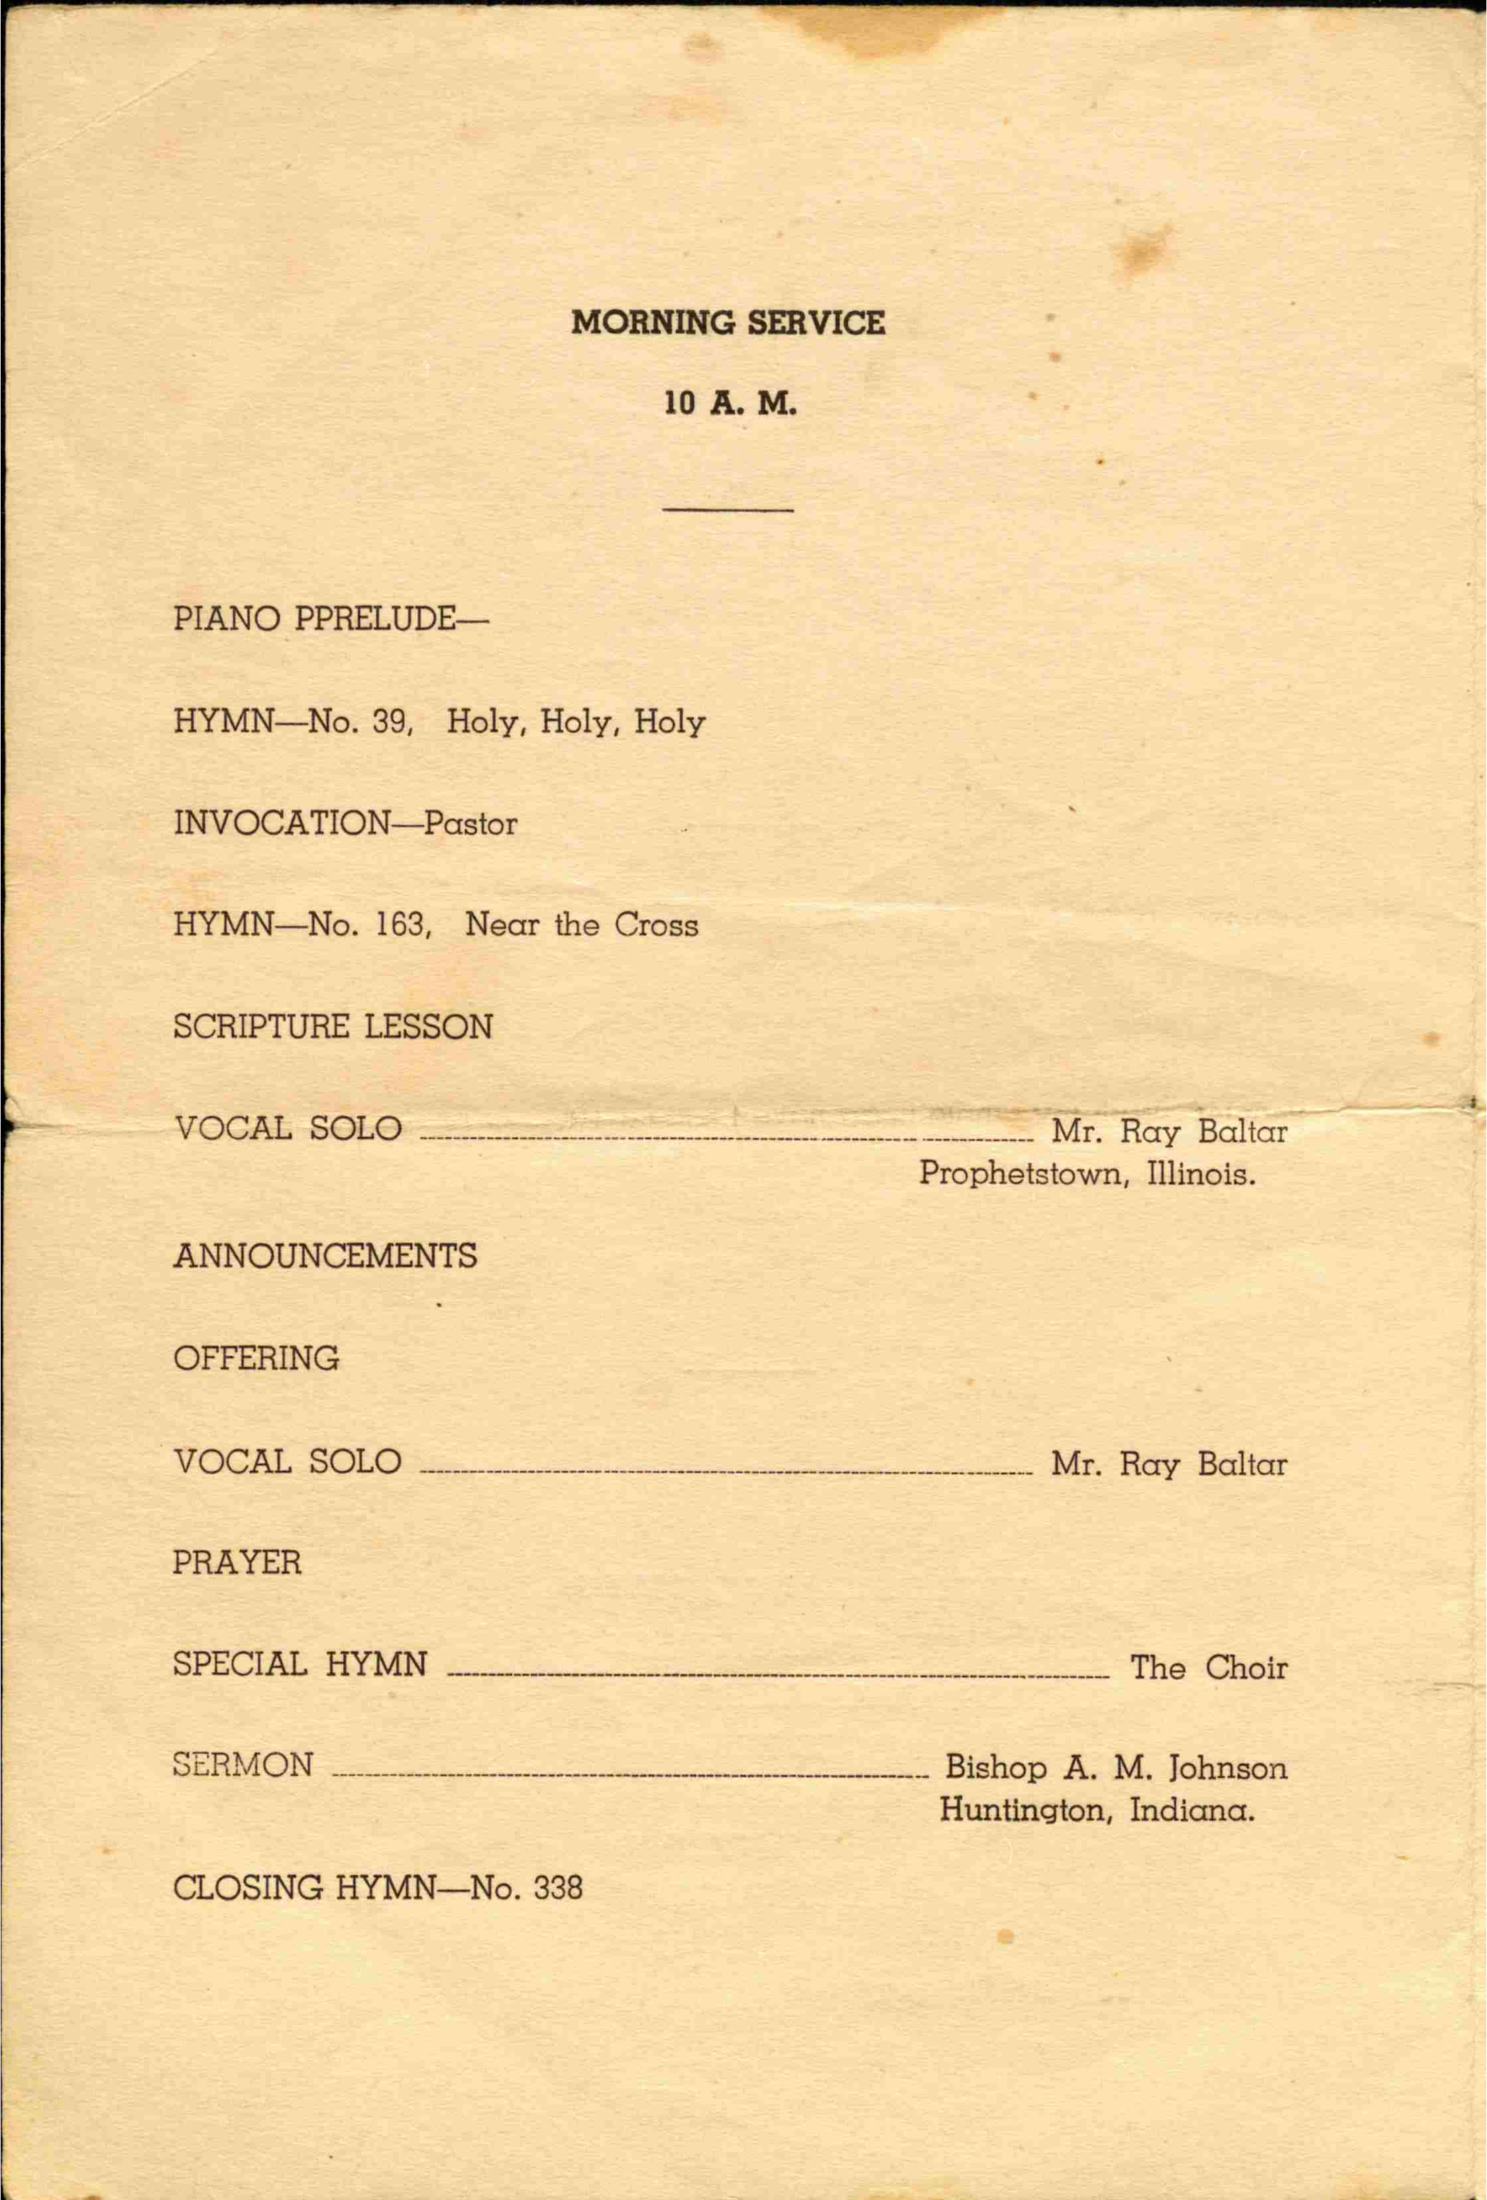 MORNING SERVICE
10 A. M.
PIANO PPRELUDE—
HYMN—No. 39, Holy, Holy, Holy
INVOCATION—Pastor
HYMN—No. 163, Near the Cross
SCRIPTURE LESSON
VOCAL SOLO ---------- Mr. Ray Baltar
Prophetstown, Illinois.
ANNOUNCEMENTS
OFFERING
VOCAL SOLO ---------- Mr. Ray Baltar
PRAYER
SPECIAL HYMN ---------- The Choir
SERMON ---------- Bishop A. M. Johnson
Huntington, Indiana.
CLOSING HYMN—No. 338